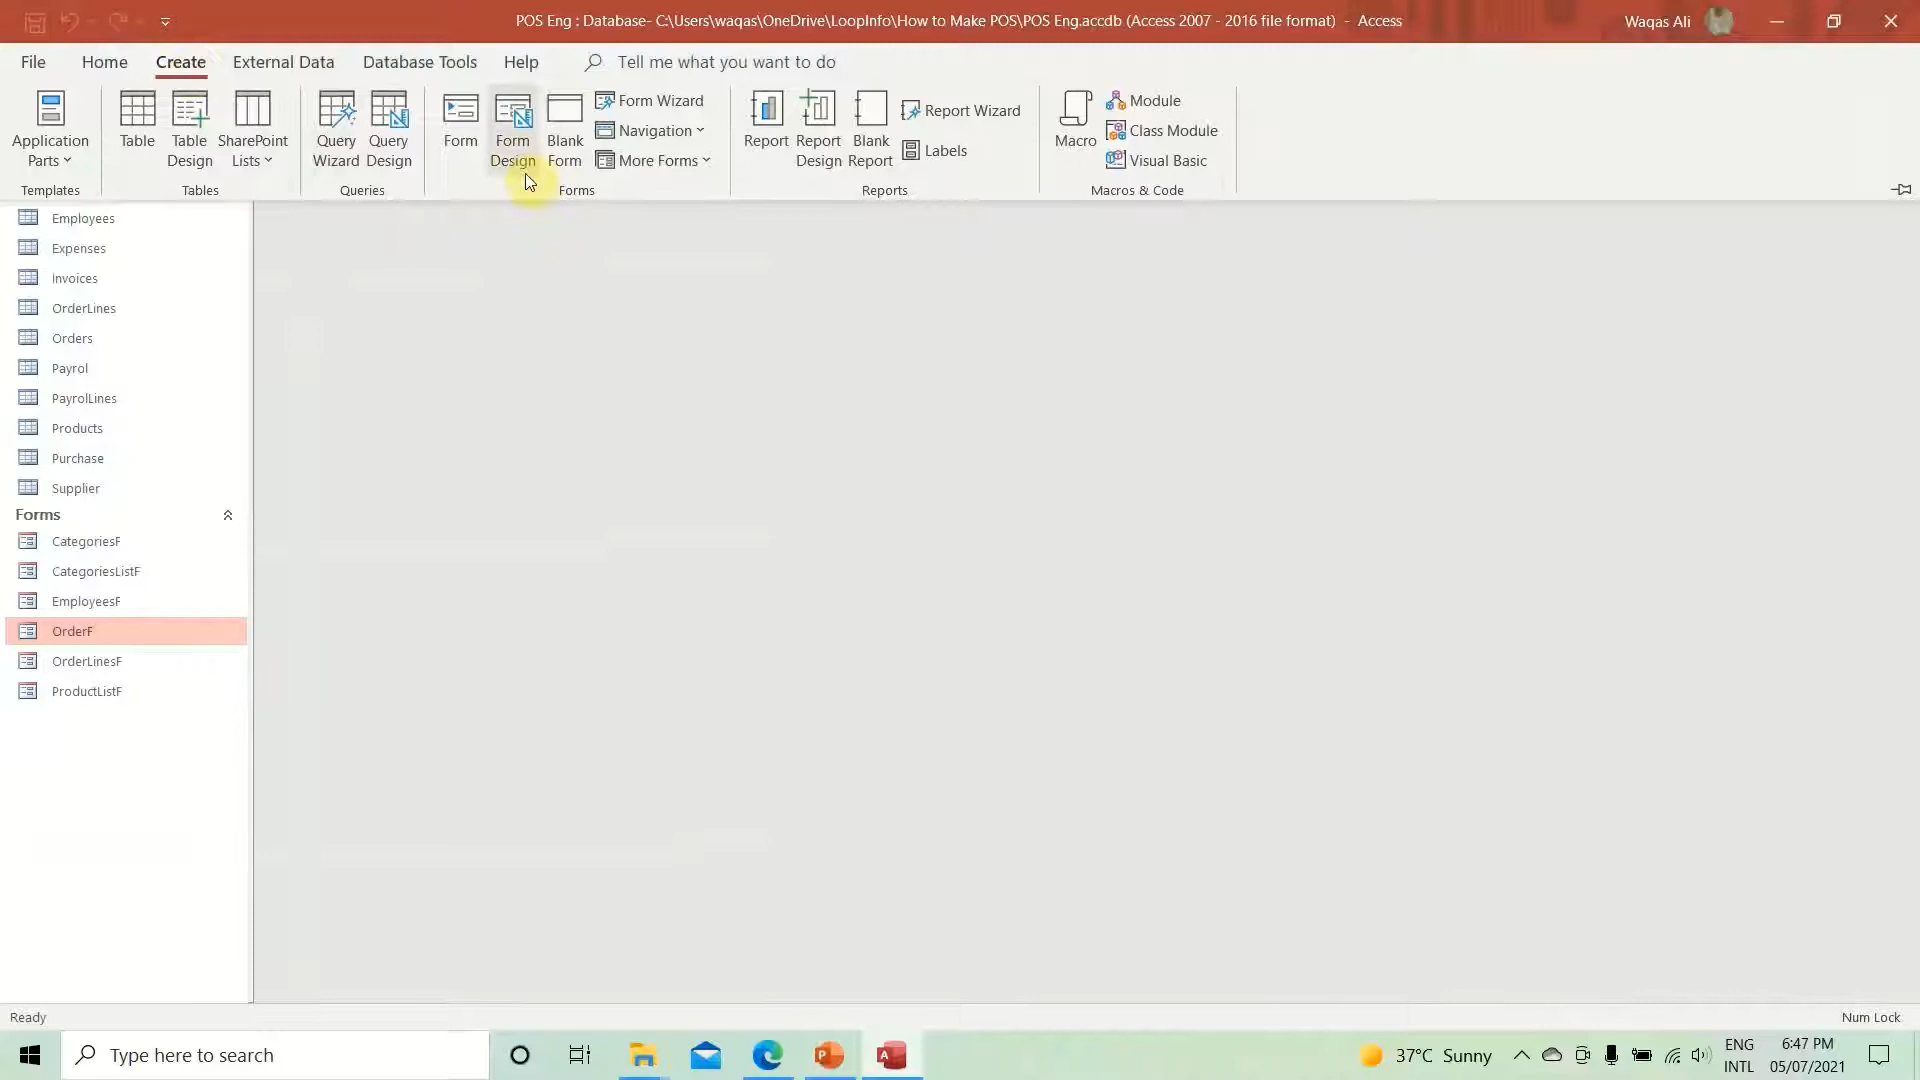 POS Eng : Database- C:\Users\waqas\OneDrive\LoopInfo\How to Make POS\POS Eng.accdb (Access 2007 - 2016 file format) - Access
Waqas Ali
File Home Create External Data Database Tools Help Tell me what you want to do
Application Parts
Table
Table Design
SharePoint Lists
Query Wizard
Query Design
Form
Form Design
Blank Form
Form Wizard
Navigation
More Forms
Report
Report Design
Blank Report
Report Wizard
Labels
Macro
Module
Class Module
Visual Basic
Templates
Tables
Queries
Forms
Reports
Macros & Code
Employees
Expenses
Invoices
OrderLines
Orders
Payrol
PayrolLines
Products
Purchase
Supplier
Forms
CategoriesF
CategoriesListF
EmployeesF
OrderF
OrderLinesF
ProductListF
Ready
Num Lock
Type here to search
37°C Sunny
ENG
INTL
6:47 PM
05/07/2021